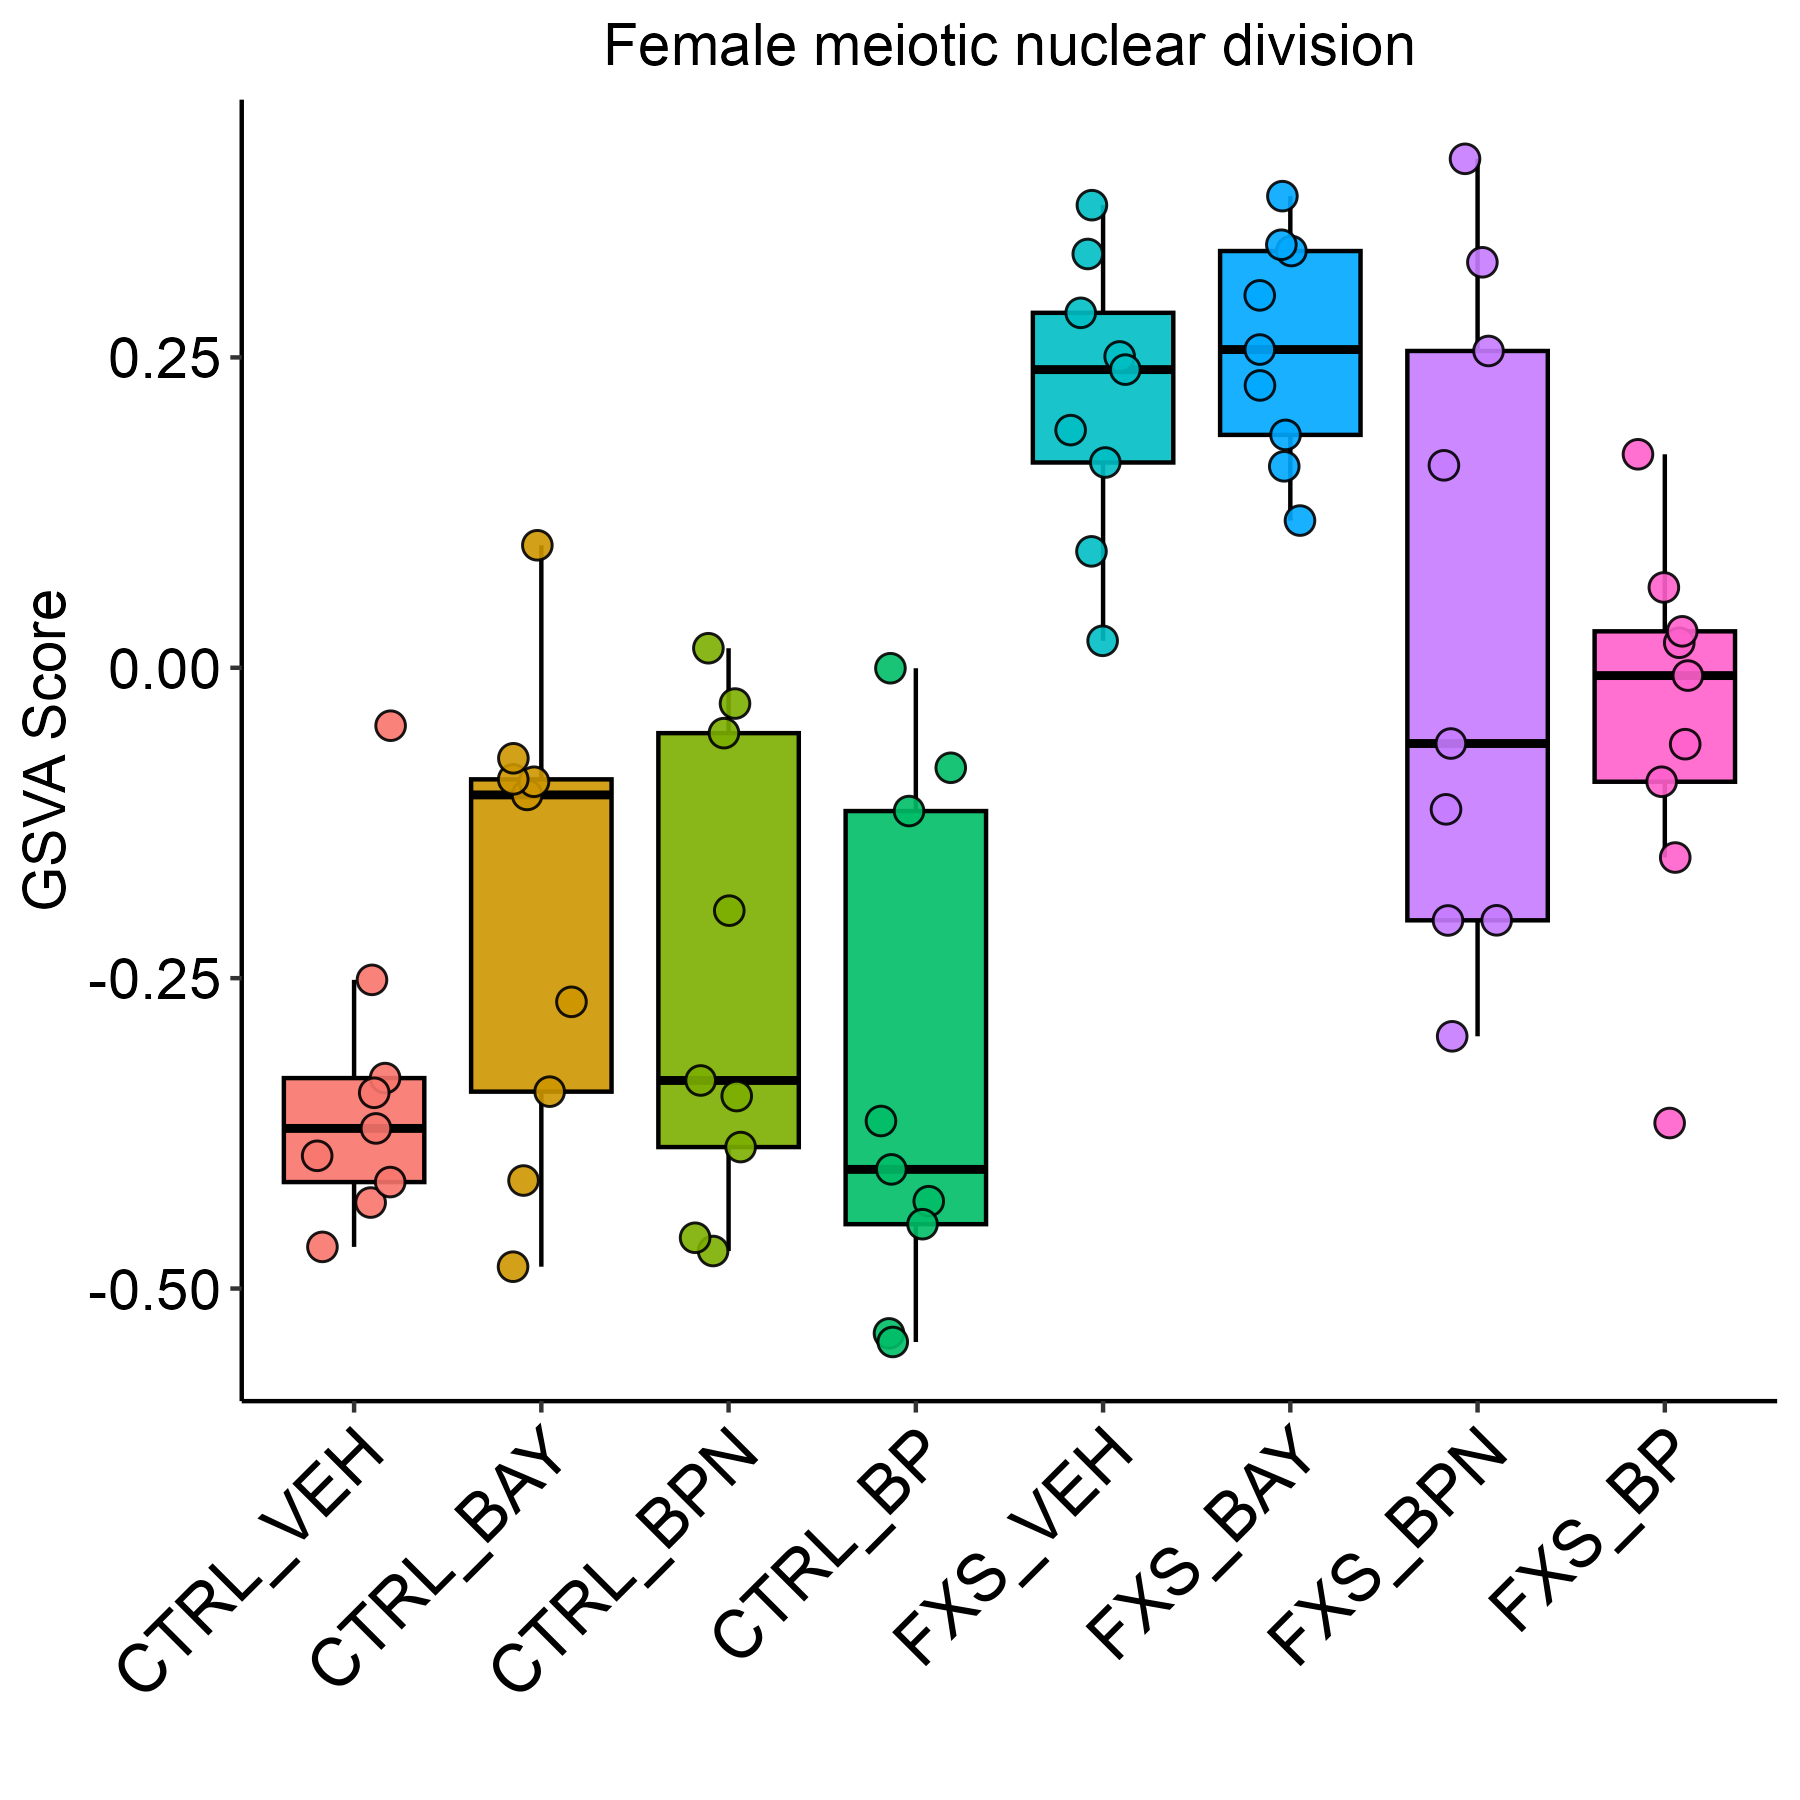 Female meiotic nuclear division
GSVA Score
0.25
0.00
-0.25
-0.50
CTRL_VEH
CTRL_BAY
CTRL_BPN
CTRL_BP
FXS_VEH
FXS_BAY
FXS_BPN
FXS_BP